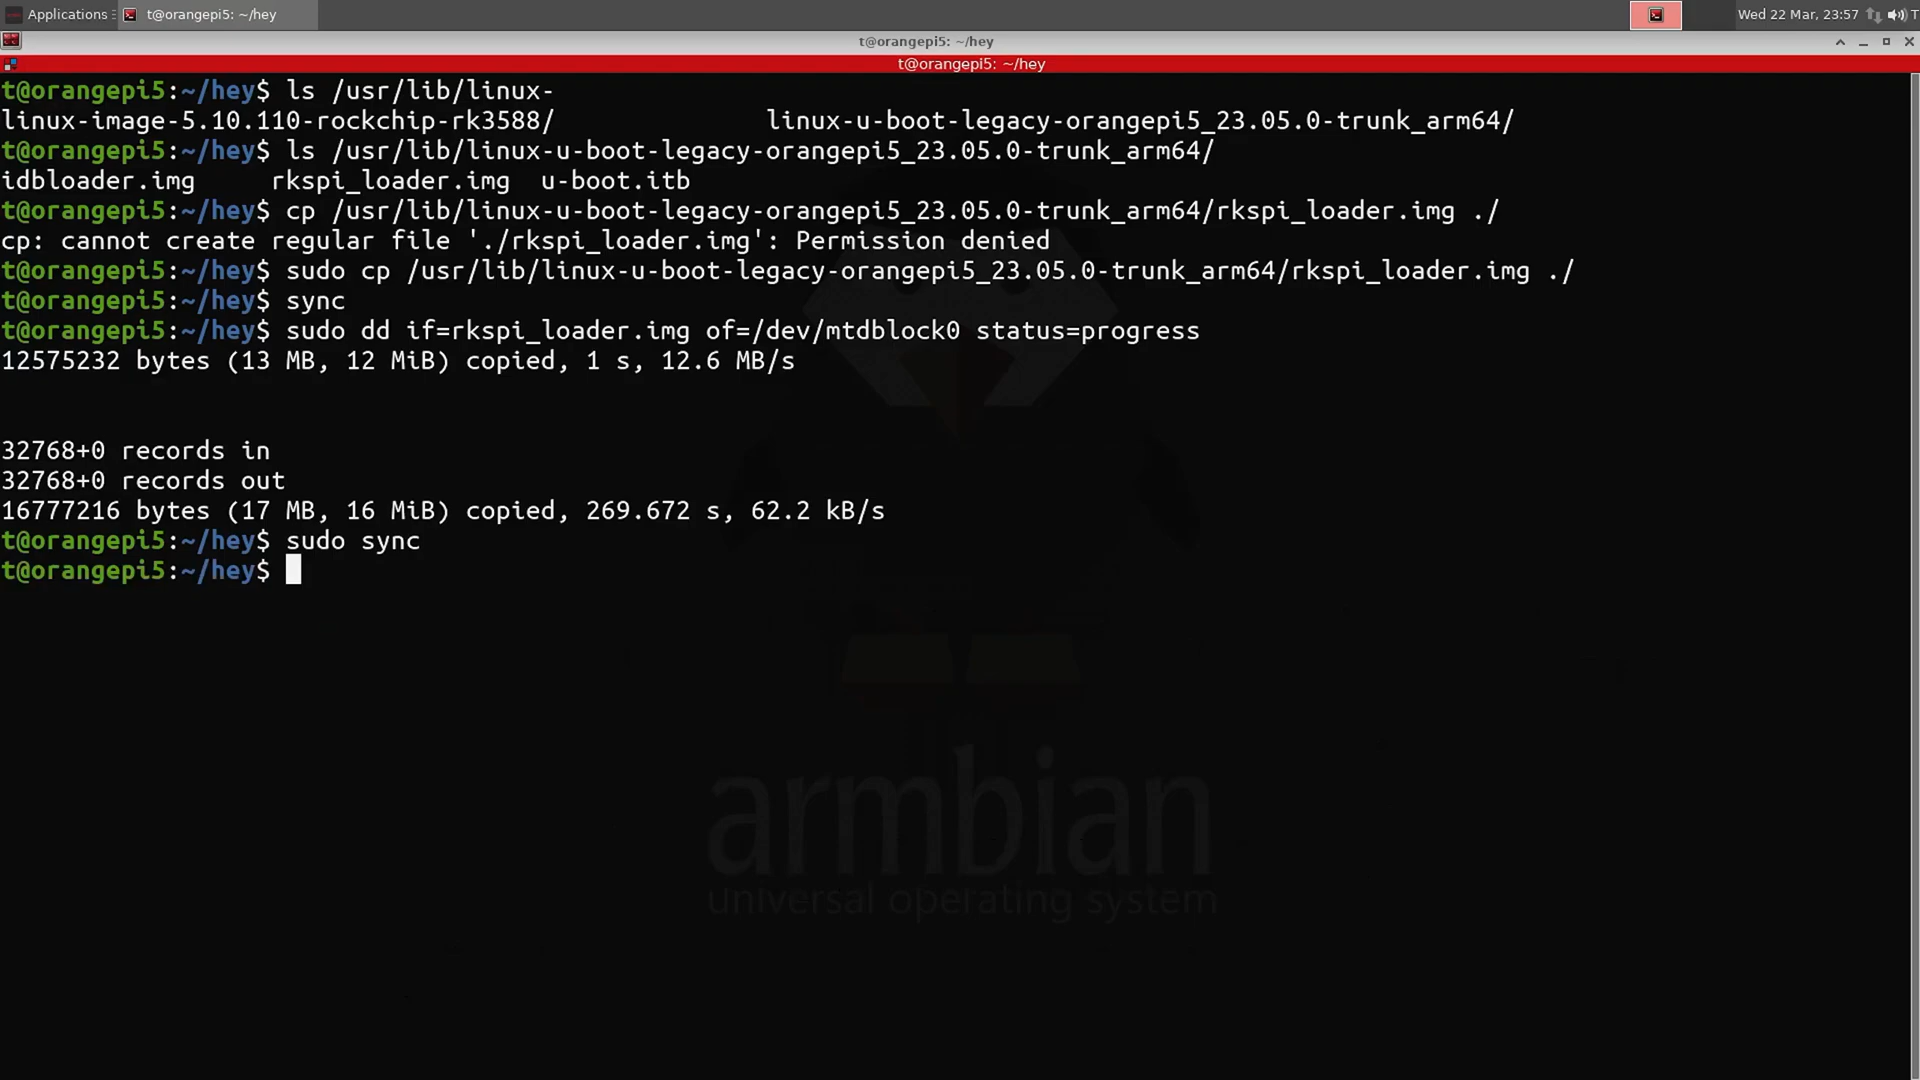 Applications
t@orangepi5: ~/hey
Wed 22 Mar, 23:57
T
t@orangepi5: ~/hey
t@orangepi5: ~/hey
t@orangepi5:~/hey$ ls /usr/lib/linux-
linux-image-5.10.110-rockchip-rk3588/ linux-u-boot-legacy-orangepi5_23.05.0-trunk_arm64/
t@orangepi5:~/hey$ ls /usr/lib/linux-u-boot-legacy-orangepi5_23.05.0-trunk_arm64/
idbloader.img rkspi_loader.img u-boot.itb
t@orangepi5:~/hey$ cp /usr/lib/linux-u-boot-legacy-orangepi5_23.05.0-trunk_arm64/rkspi_loader.img ./
cp: cannot create regular file './rkspi_loader.img': Permission denied
t@orangepi5:~/hey$ sudo cp /usr/lib/linux-u-boot-legacy-orangepi5_23.05.0-trunk_arm64/rkspi_loader.img ./
t@orangepi5:~/hey$ sync
t@orangepi5:~/hey$ sudo dd if=rkspi_loader.img of=/dev/mtdblock0 status=progress
12575232 bytes (13 MB, 12 MiB) copied, 1 s, 12.6 MB/s
32768+0 records in
32768+0 records out
16777216 bytes (17 MB, 16 MiB) copied, 269.672 s, 62.2 kB/s
t@orangepi5:~/hey$ sudo sync
t@orangepi5:~/hey$
armbian
universal operating system